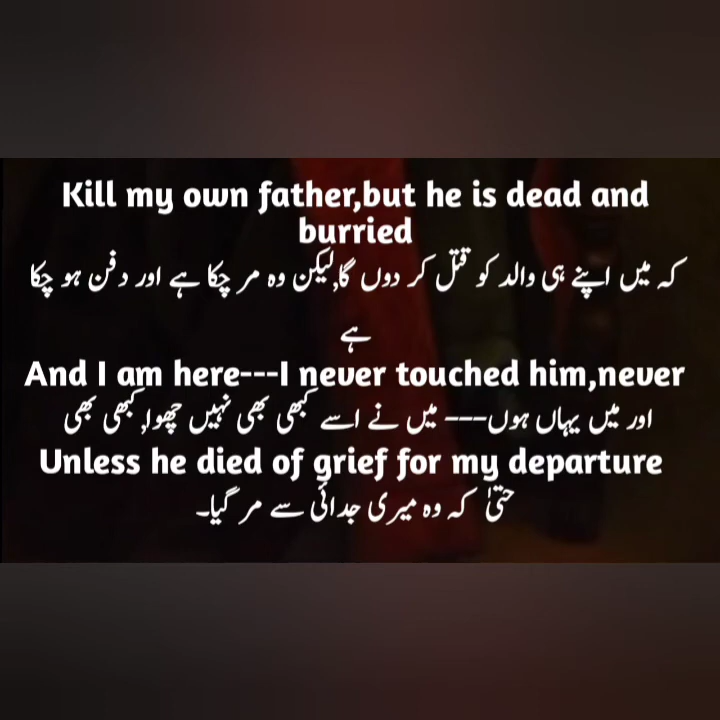 Kill my own father,but he is dead and
burried
کہ میں اپنے ہی والد کو قتل کر دوں گا,لیکن وہ مر چکا ہے اور دفن ہو چکا
ہے
And I am here---I never touched him,never
اور میں یہاں ہوں--- میں نے اسے کبھی بھی نہیں چھوا,کبھی بھی
Unless he died of grief for my departure
حتیٰ کہ وہ میری جدائی سے مر گیا۔